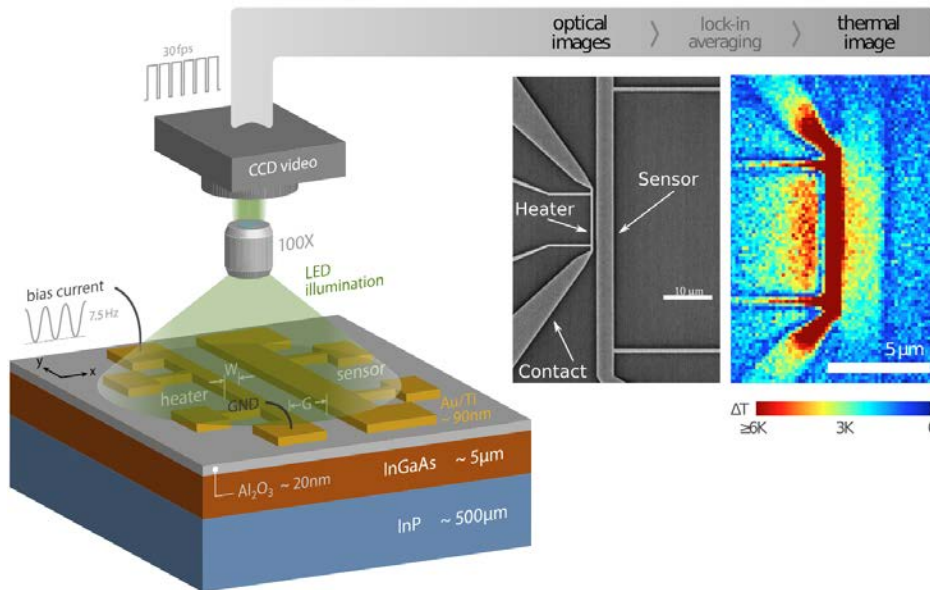 optical
images
>
lock-in
averaging
>
thermal
image
30 fps
CCD video
100X
LED
illumination
bias current
7.5 Hz
y
x
W
heater
sensor
GND
G
Au/Ti
~ 90nm
Al₂O₃ ~ 20nm
InGaAs ~ 5μm
InP ~ 500μm
Heater
Sensor
10 μm
Contact
5 μm
ΔT
≥6K
3K